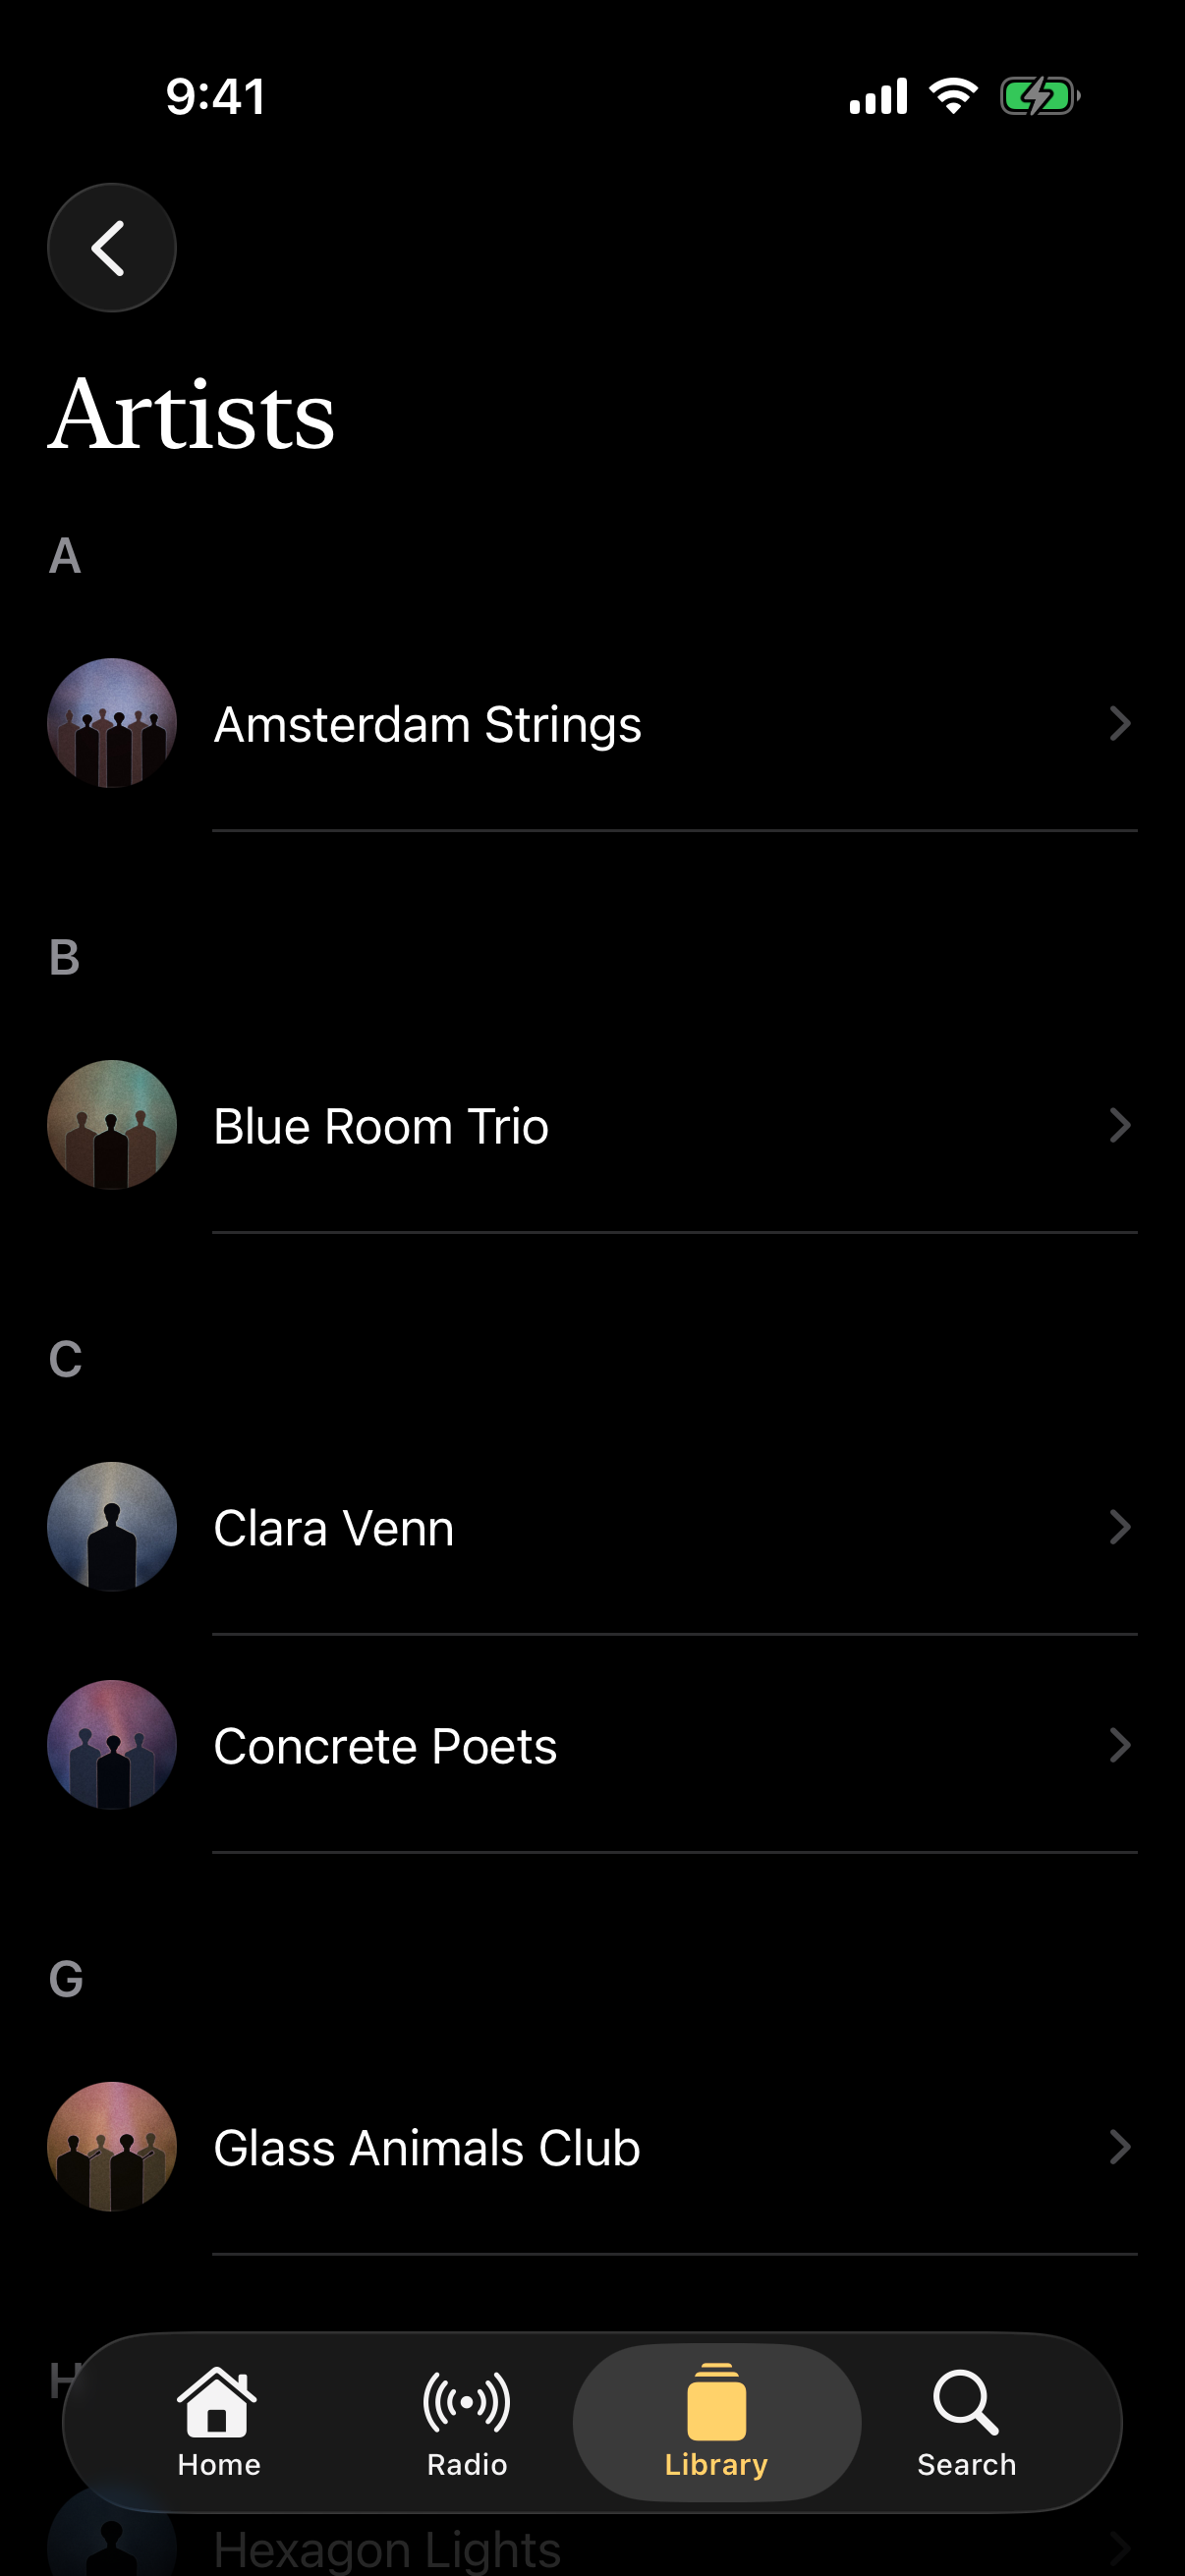 9:41
Artists
A
Amsterdam Strings
B
Blue Room Trio
C
Clara Venn
Concrete Poets
G
Glass Animals Club
H
Home
Radio
Library
Search
Hexagon Lights